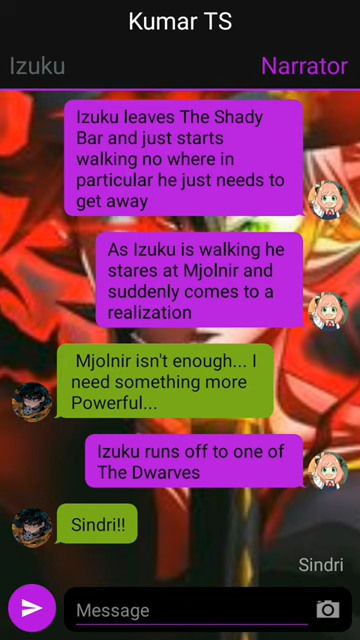 Kumar TS
Izuku
Narrator
Izuku leaves The Shady
Bar and just starts
walking no where in
particular he just needs to
get away
As Izuku is walking he
stares at Mjolnir and
suddenly comes to a
realization
Mjolnir isn't enough... I
need something more
Powerful...
Izuku runs off to one of
The Dwarves
Sindri!!
Sindri
Message